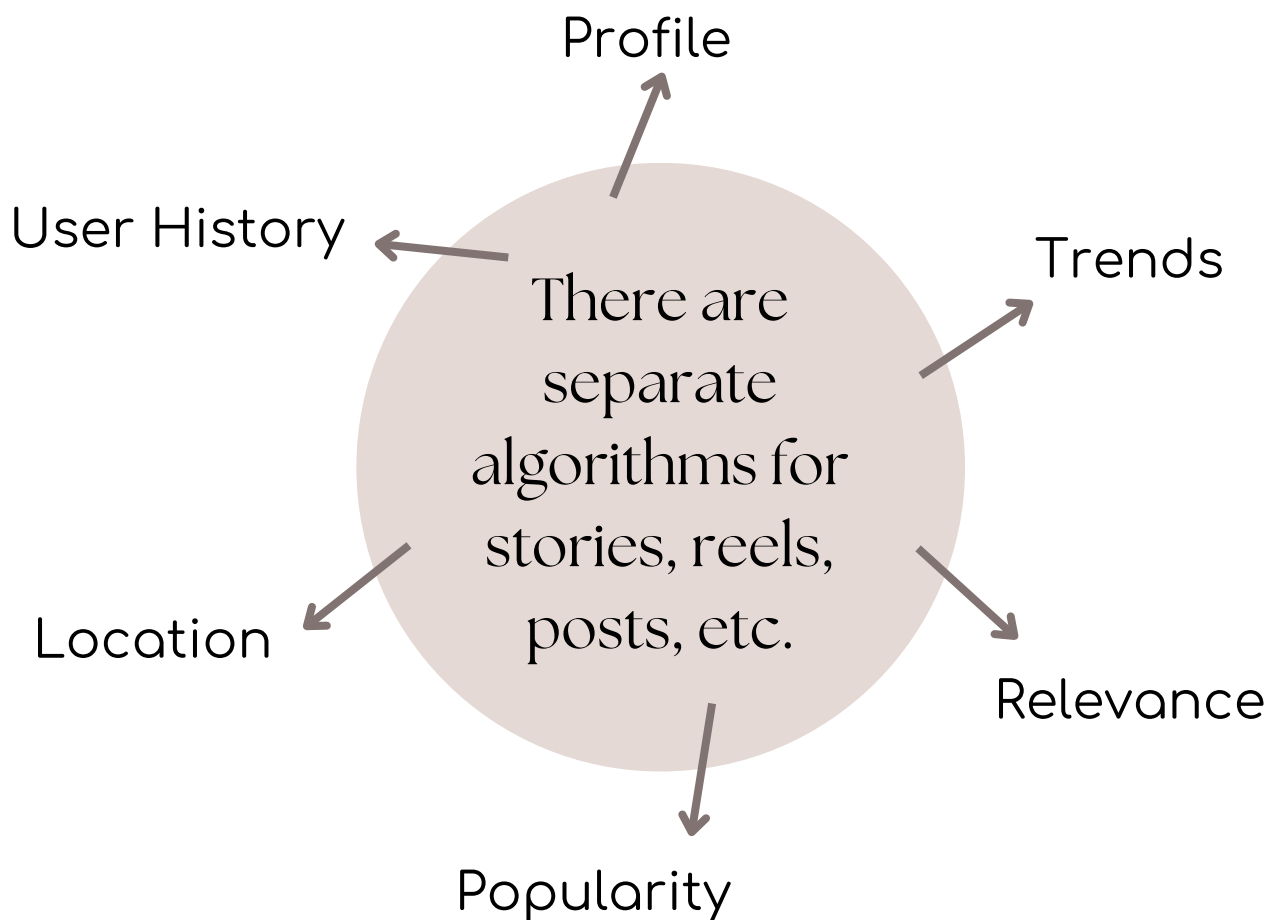 Profile
User History
Trends
There are
separate
algorithms for
stories, reels,
posts, etc.
Location
Relevance
Popularity